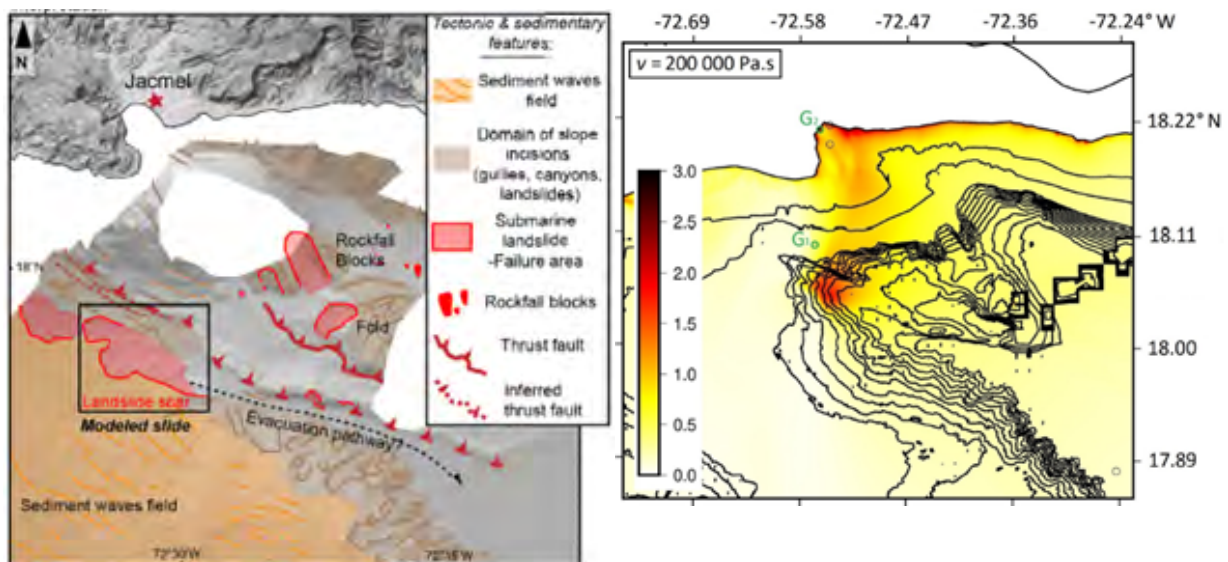 N
Jacmel
18°N
Rockfall
Blocks
Fold
Landslide scar
Modeled slide
Evacuation pathway?
Sediment waves field
72°30'W
72°15'W
Tectonic & sedimentary
features:
Sediment waves
field
Domain of slope
incisions
(gullies, canyons,
landslides)
Submarine
landslide
-Failure area
Rockfall blocks
Thrust fault
Inferred
thrust fault
-72.69 -72.58 -72.47 -72.36 -72.24° W
v = 200 000 Pa.s
G2
G1
3.0
2.5
2.0
1.5
1.0
0.5
0.0
18.22° N
18.11
18.00
17.89